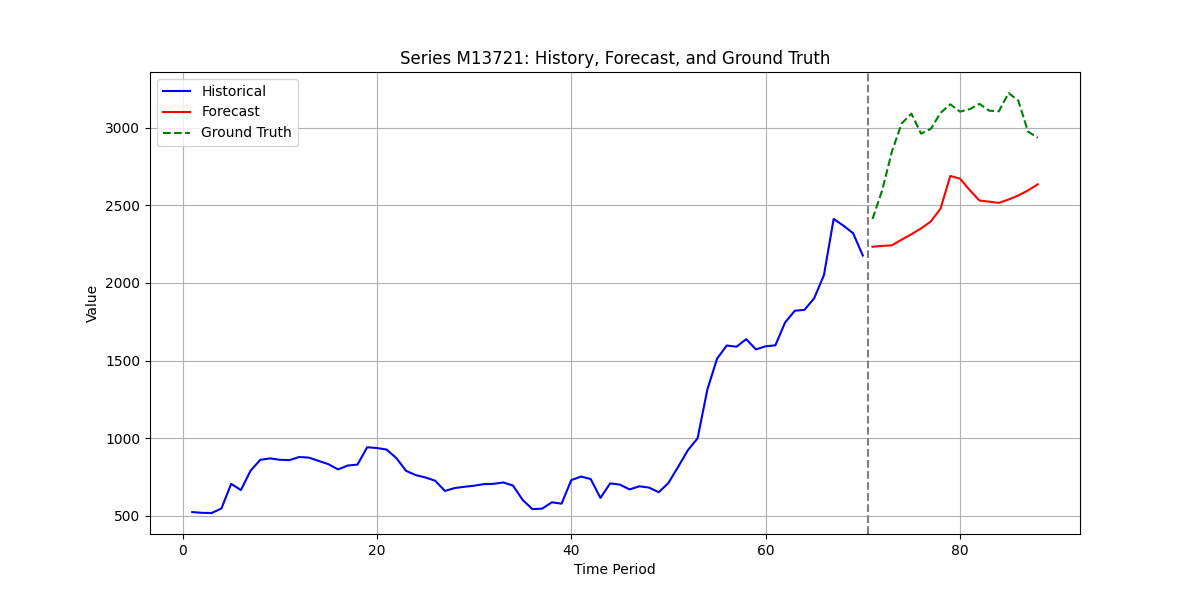 Series M13721: History, Forecast, and Ground Truth
Historical
Forecast
Ground Truth
3000
2500
2000
1500
1000
500
Value
0 20 40 60 80
Time Period